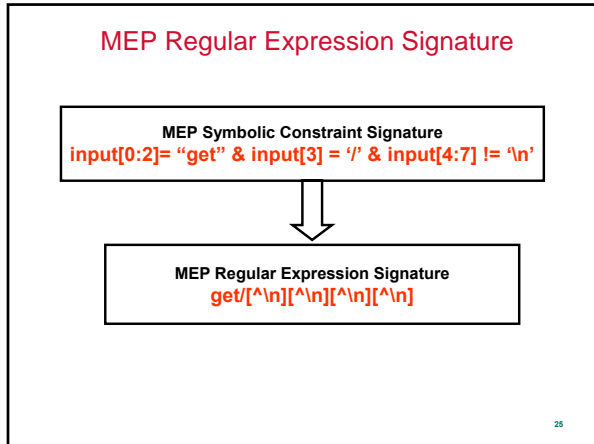 MEP Regular Expression Signature
MEP Symbolic Constraint Signature
input[0:2]= “get” & input[3] = ‘/’ & input[4:7] != ‘\n’
MEP Regular Expression Signature
get/[^\n][^\n][^\n][^\n]
25